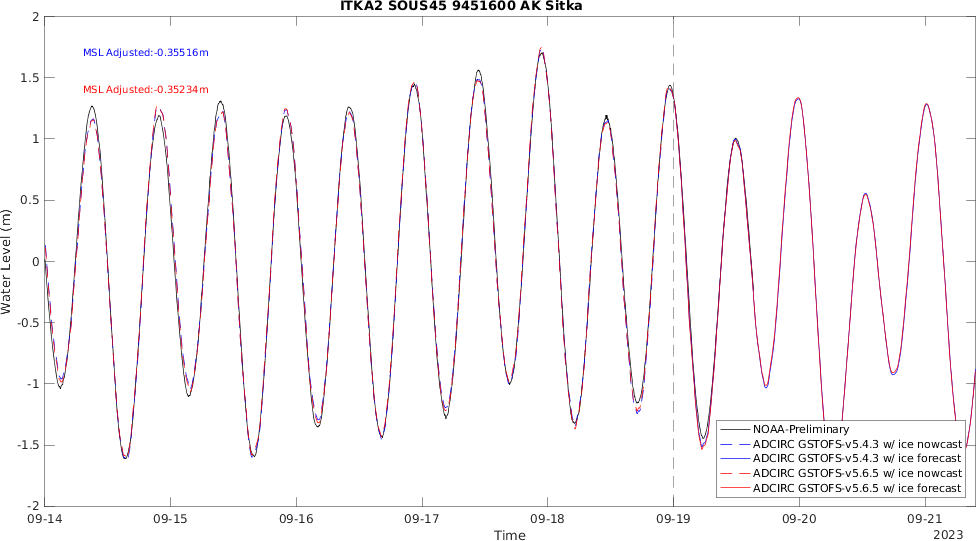 ITKA2 SOUS45 9451600 AK Sitka
2
1.5
1
0.5
0
-0.5
-1
-1.5
-2
Water Level (m)
MSL Adjusted:-0.35516m
MSL Adjusted:-0.35234m
NOAA-Preliminary
ADCIRC GSTOFS-v5.4.3 w/ ice nowcast
ADCIRC GSTOFS-v5.4.3 w/ ice forecast
ADCIRC GSTOFS-v5.6.5 w/ ice nowcast
ADCIRC GSTOFS-v5.6.5 w/ ice forecast
09-14 09-15 09-16 09-17 09-18 09-19 09-20 09-21
Time
2023